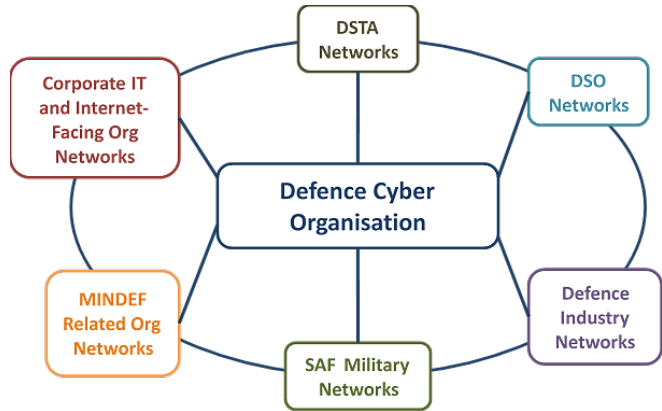 DSTA
Networks
Corporate IT
and Internet-
Facing Org
Networks
DSO
Networks
Defence Cyber
Organisation
MINDEF
Related Org
Networks
Defence
Industry
Networks
SAF Military
Networks